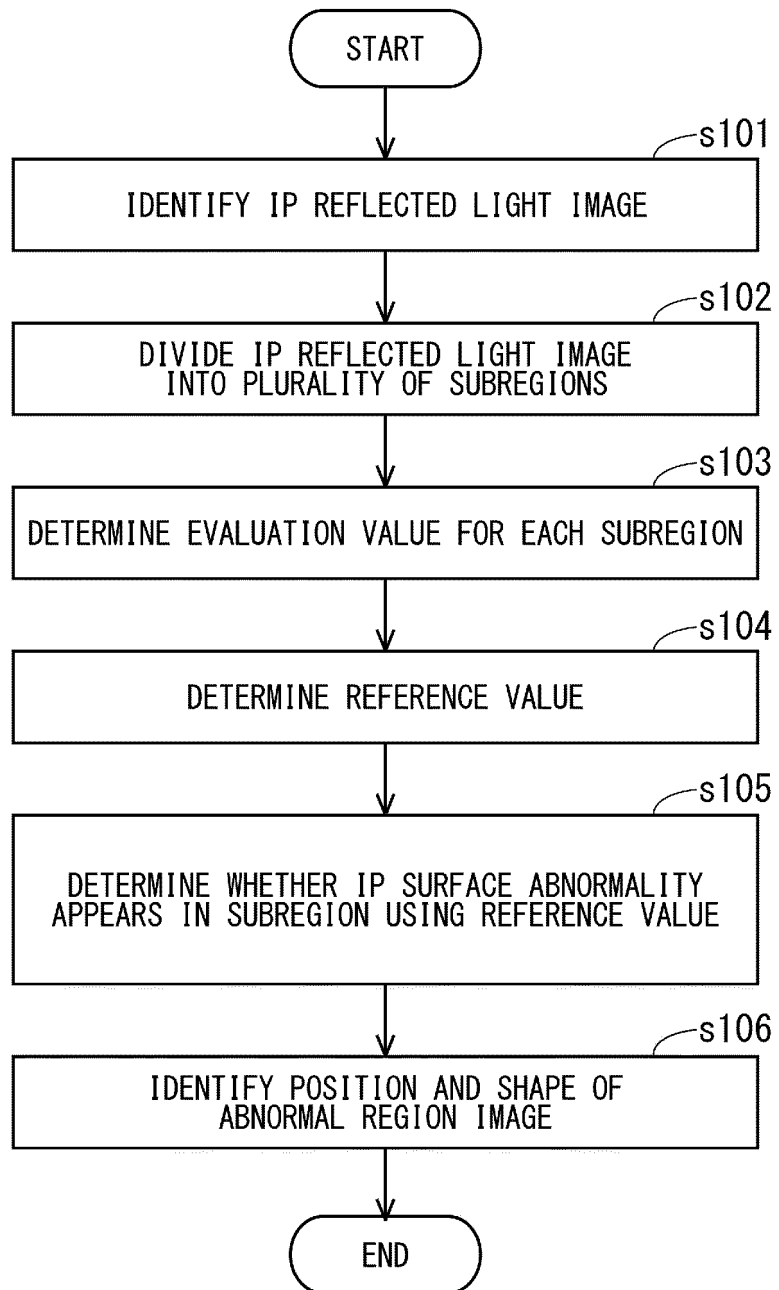 START
s101
IDENTIFY IP REFLECTED LIGHT IMAGE
s102
DIVIDE IP REFLECTED LIGHT IMAGE
INTO PLURALITY OF SUBREGIONS
s103
DETERMINE EVALUATION VALUE FOR EACH SUBREGION
s104
DETERMINE REFERENCE VALUE
s105
DETERMINE WHETHER IP SURFACE ABNORMALITY
APPEARS IN SUBREGION USING REFERENCE VALUE
s106
IDENTIFY POSITION AND SHAPE OF
ABNORMAL REGION IMAGE
END